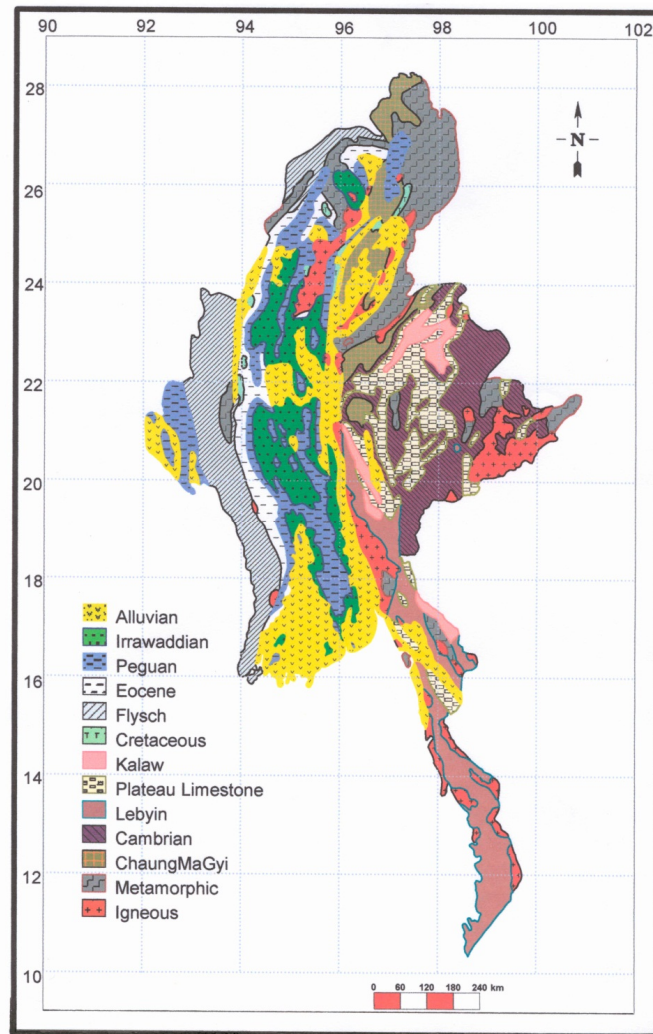 90 92 94 96 98 100 102
28
N
26
24
22
20
18
Alluvian
Irrawaddian
Peguan
16
Eocene
Flysch
Cretaceous
14
Kalaw
Plateau Limestone
Lebyin
Cambrian
12
ChaungMaGyi
Metamorphic
Igneous
10
0 60 120 180 240 km